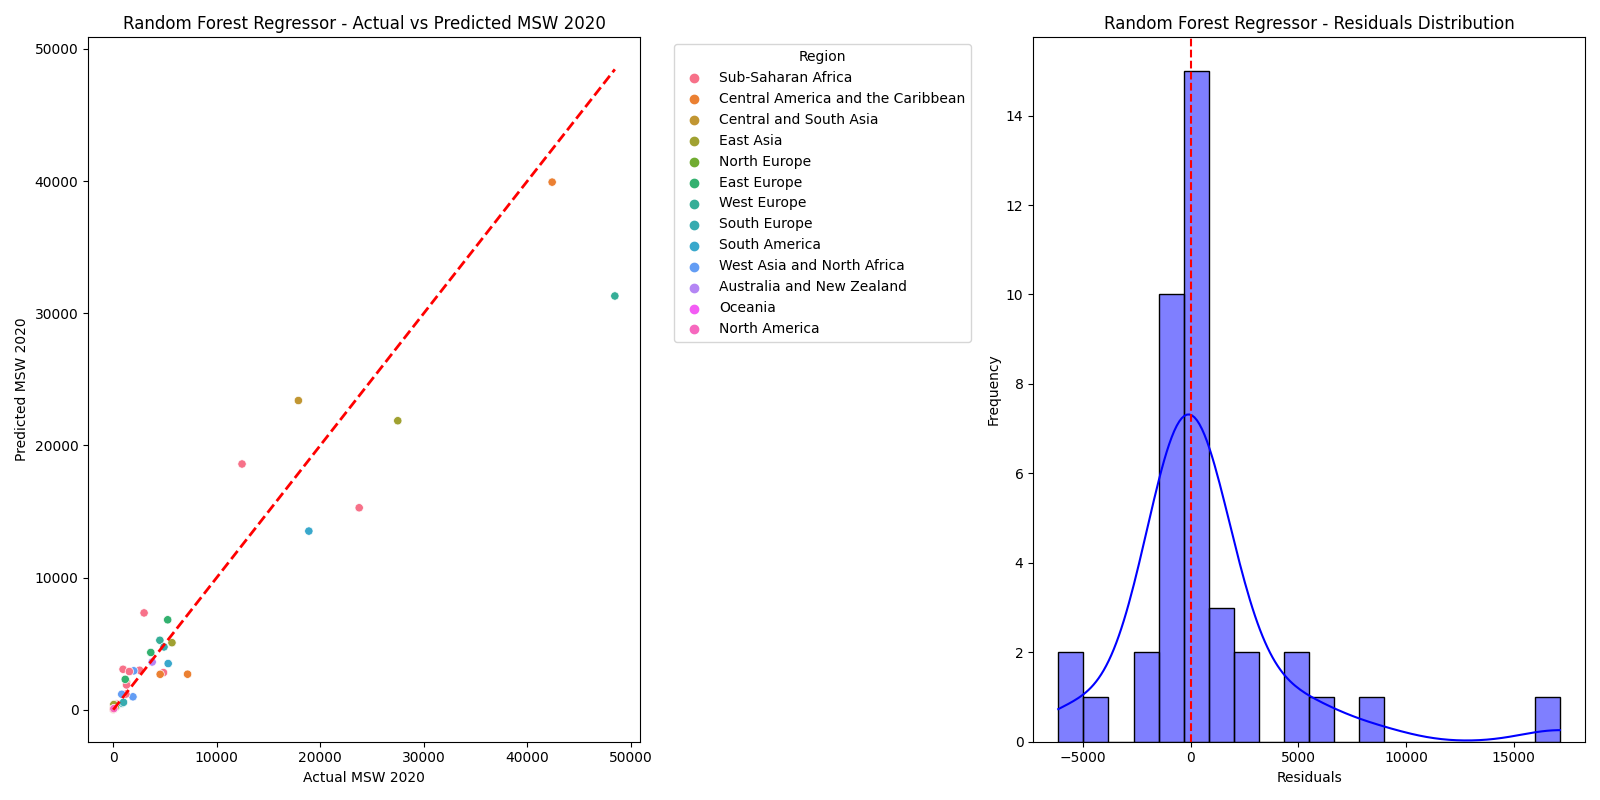 Random Forest Regressor - Actual vs Predicted MSW 2020
50000
40000
30000
20000
10000
0
Predicted MSW 2020
0 10000 20000 30000 40000 50000
Actual MSW 2020
Region
Sub-Saharan Africa
Central America and the Caribbean
Central and South Asia
East Asia
North Europe
East Europe
West Europe
South Europe
South America
West Asia and North Africa
Australia and New Zealand
Oceania
North America
Random Forest Regressor - Residuals Distribution
14
12
10
8
6
4
2
0
Frequency
−5000 0 5000 10000 15000
Residuals